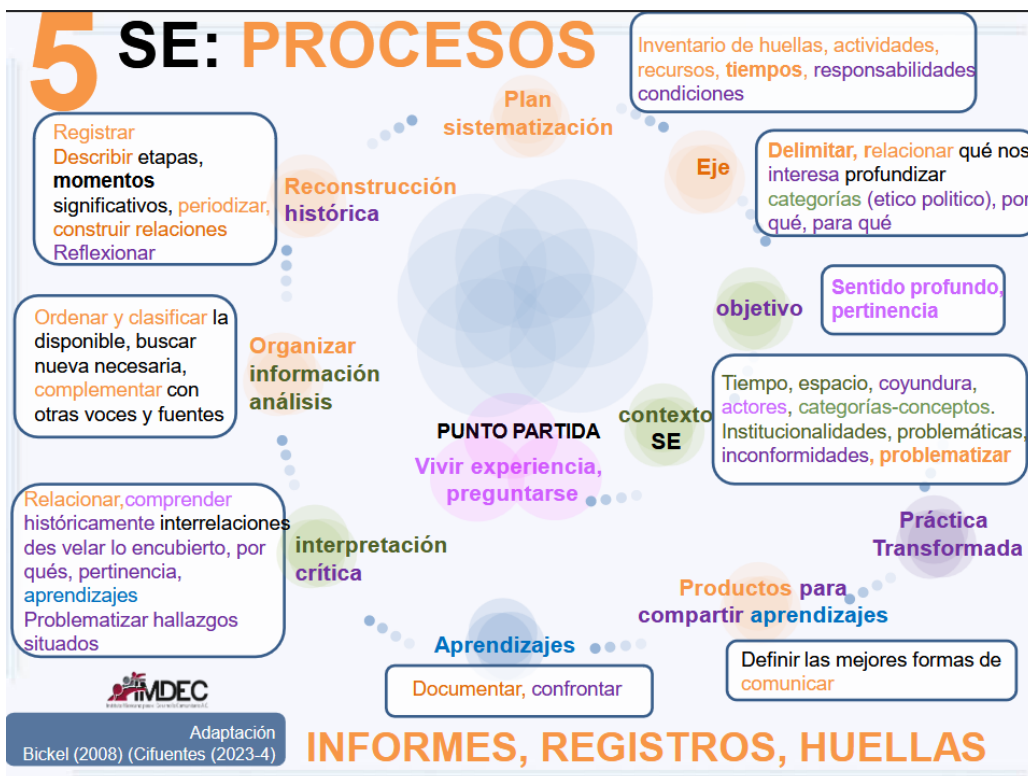 5 SE: PROCESOS
Inventario de huellas, actividades,
recursos, tiempos, responsabilidades
condiciones
Plan
sistematización
Eje
Delimitar, relacionar qué nos
interesa profundizar
categorías (etico politico), por
qué, para qué
objetivo
Sentido profundo,
pertinencia
contexto
SE
Tiempo, espacio, coyundura,
actores, categorías-conceptos.
Institucionalidades, problemáticas,
inconformidades, problematizar
PUNTO PARTIDA
Vivir experiencia,
preguntarse
Práctica
Transformada
Productos para
compartir aprendizajes
Definir las mejores formas de
comunicar
Aprendizajes
Documentar, confrontar
interpretación
crítica
Relacionar,comprender
históricamente interrelaciones
des velar lo encubierto, por
qués, pertinencia,
aprendizajes
Problematizar hallazgos
situados
Organizar
información
análisis
Ordenar y clasificar la
disponible, buscar
nueva necesaria,
complementar con
otras voces y fuentes
Reconstrucción
histórica
Registrar
Describir etapas,
momentos
significativos, periodizar,
construir relaciones
Reflexionar
IMDEC
Adaptación
Bickel (2008) (Cifuentes (2023-4)
INFORMES, REGISTROS, HUELLAS